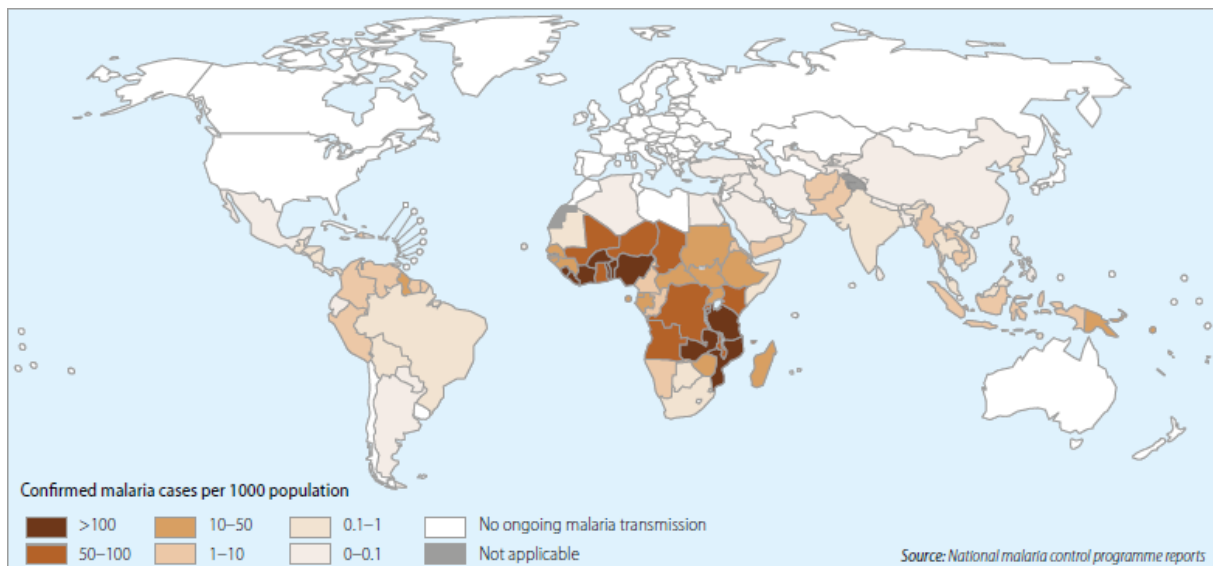 Confirmed malaria cases per 1000 population
>100
10–50
0.1–1
No ongoing malaria transmission
50–100
1–10
0–0.1
Not applicable
Source: National malaria control programme reports